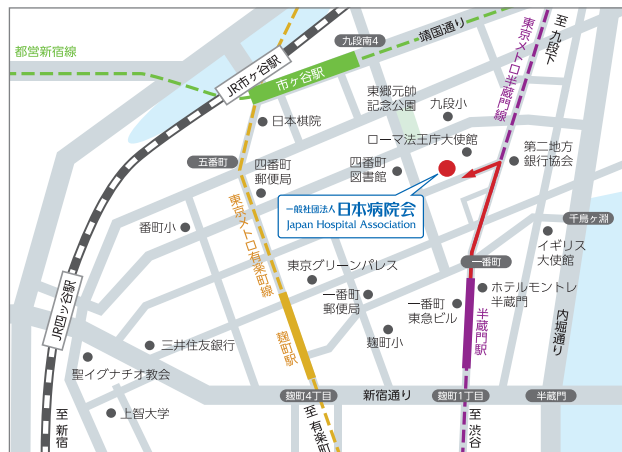 都営新宿線
JR市ヶ谷駅
市ヶ谷駅
九段南4
靖国通り
至 九段下
東京メトロ半蔵門線
東郷元帥
記念公園
九段小
日本棋院
ローマ法王庁大使館
第二地方
銀行協会
五番町
四番町
郵便局
四番町
図書館
一般社団法人 日本病院会
Japan Hospital Association
番町小
東京メトロ有楽町線
千鳥ヶ淵
イギリス
大使館
一番町
東京グリーンパレス
一番町
郵便局
ホテルモントレ
半蔵門
一番町
東急ビル
半蔵門駅
内堀通り
JR四ッ谷駅
麹町駅
麹町小
三井住友銀行
聖イグナチオ教会
上智大学
麹町4丁目
新宿通り
麹町1丁目
半蔵門
至 新宿
至 有楽町
至 渋谷